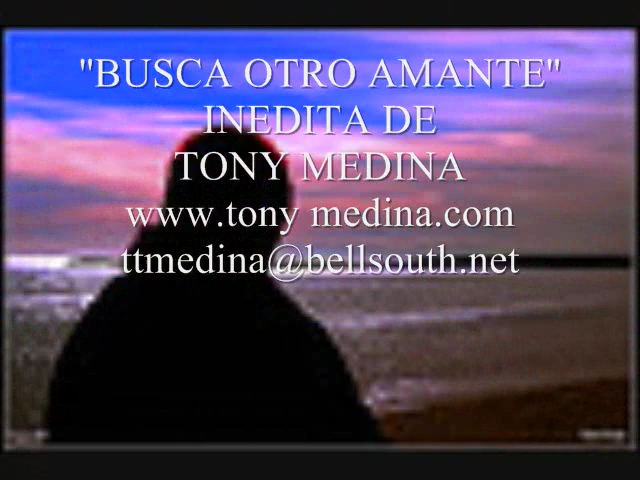 "BUSCA OTRO AMANTE"
INEDITA DE
TONY MEDINA
www.tony medina.com
ttmedina@bellsouth.net